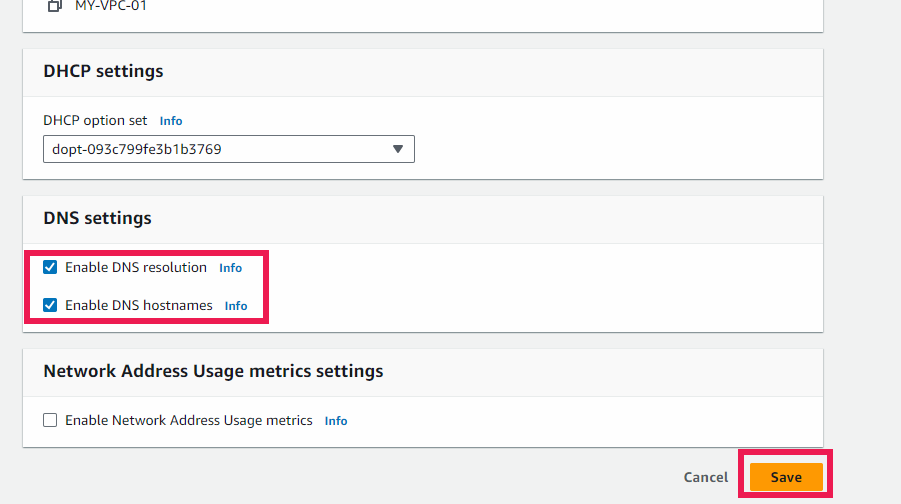 MY-VPC-01
DHCP settings
DHCP option set Info
dopt-093c799fe3b1b3769
DNS settings
Enable DNS resolution Info
Enable DNS hostnames Info
Network Address Usage metrics settings
Enable Network Address Usage metrics Info
Cancel Save